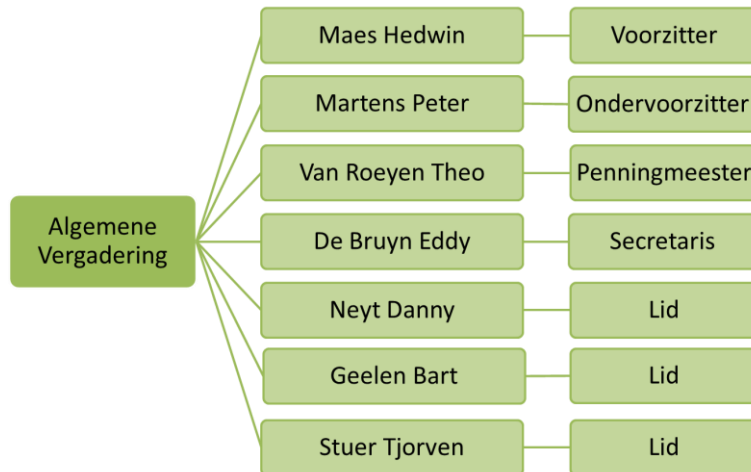 Algemene
Vergadering
Maes Hedwin
Voorzitter
Martens Peter
Ondervoorzitter
Van Roeyen Theo
Penningmeester
De Bruyn Eddy
Secretaris
Neyt Danny
Lid
Geelen Bart
Lid
Stuer Tjorven
Lid